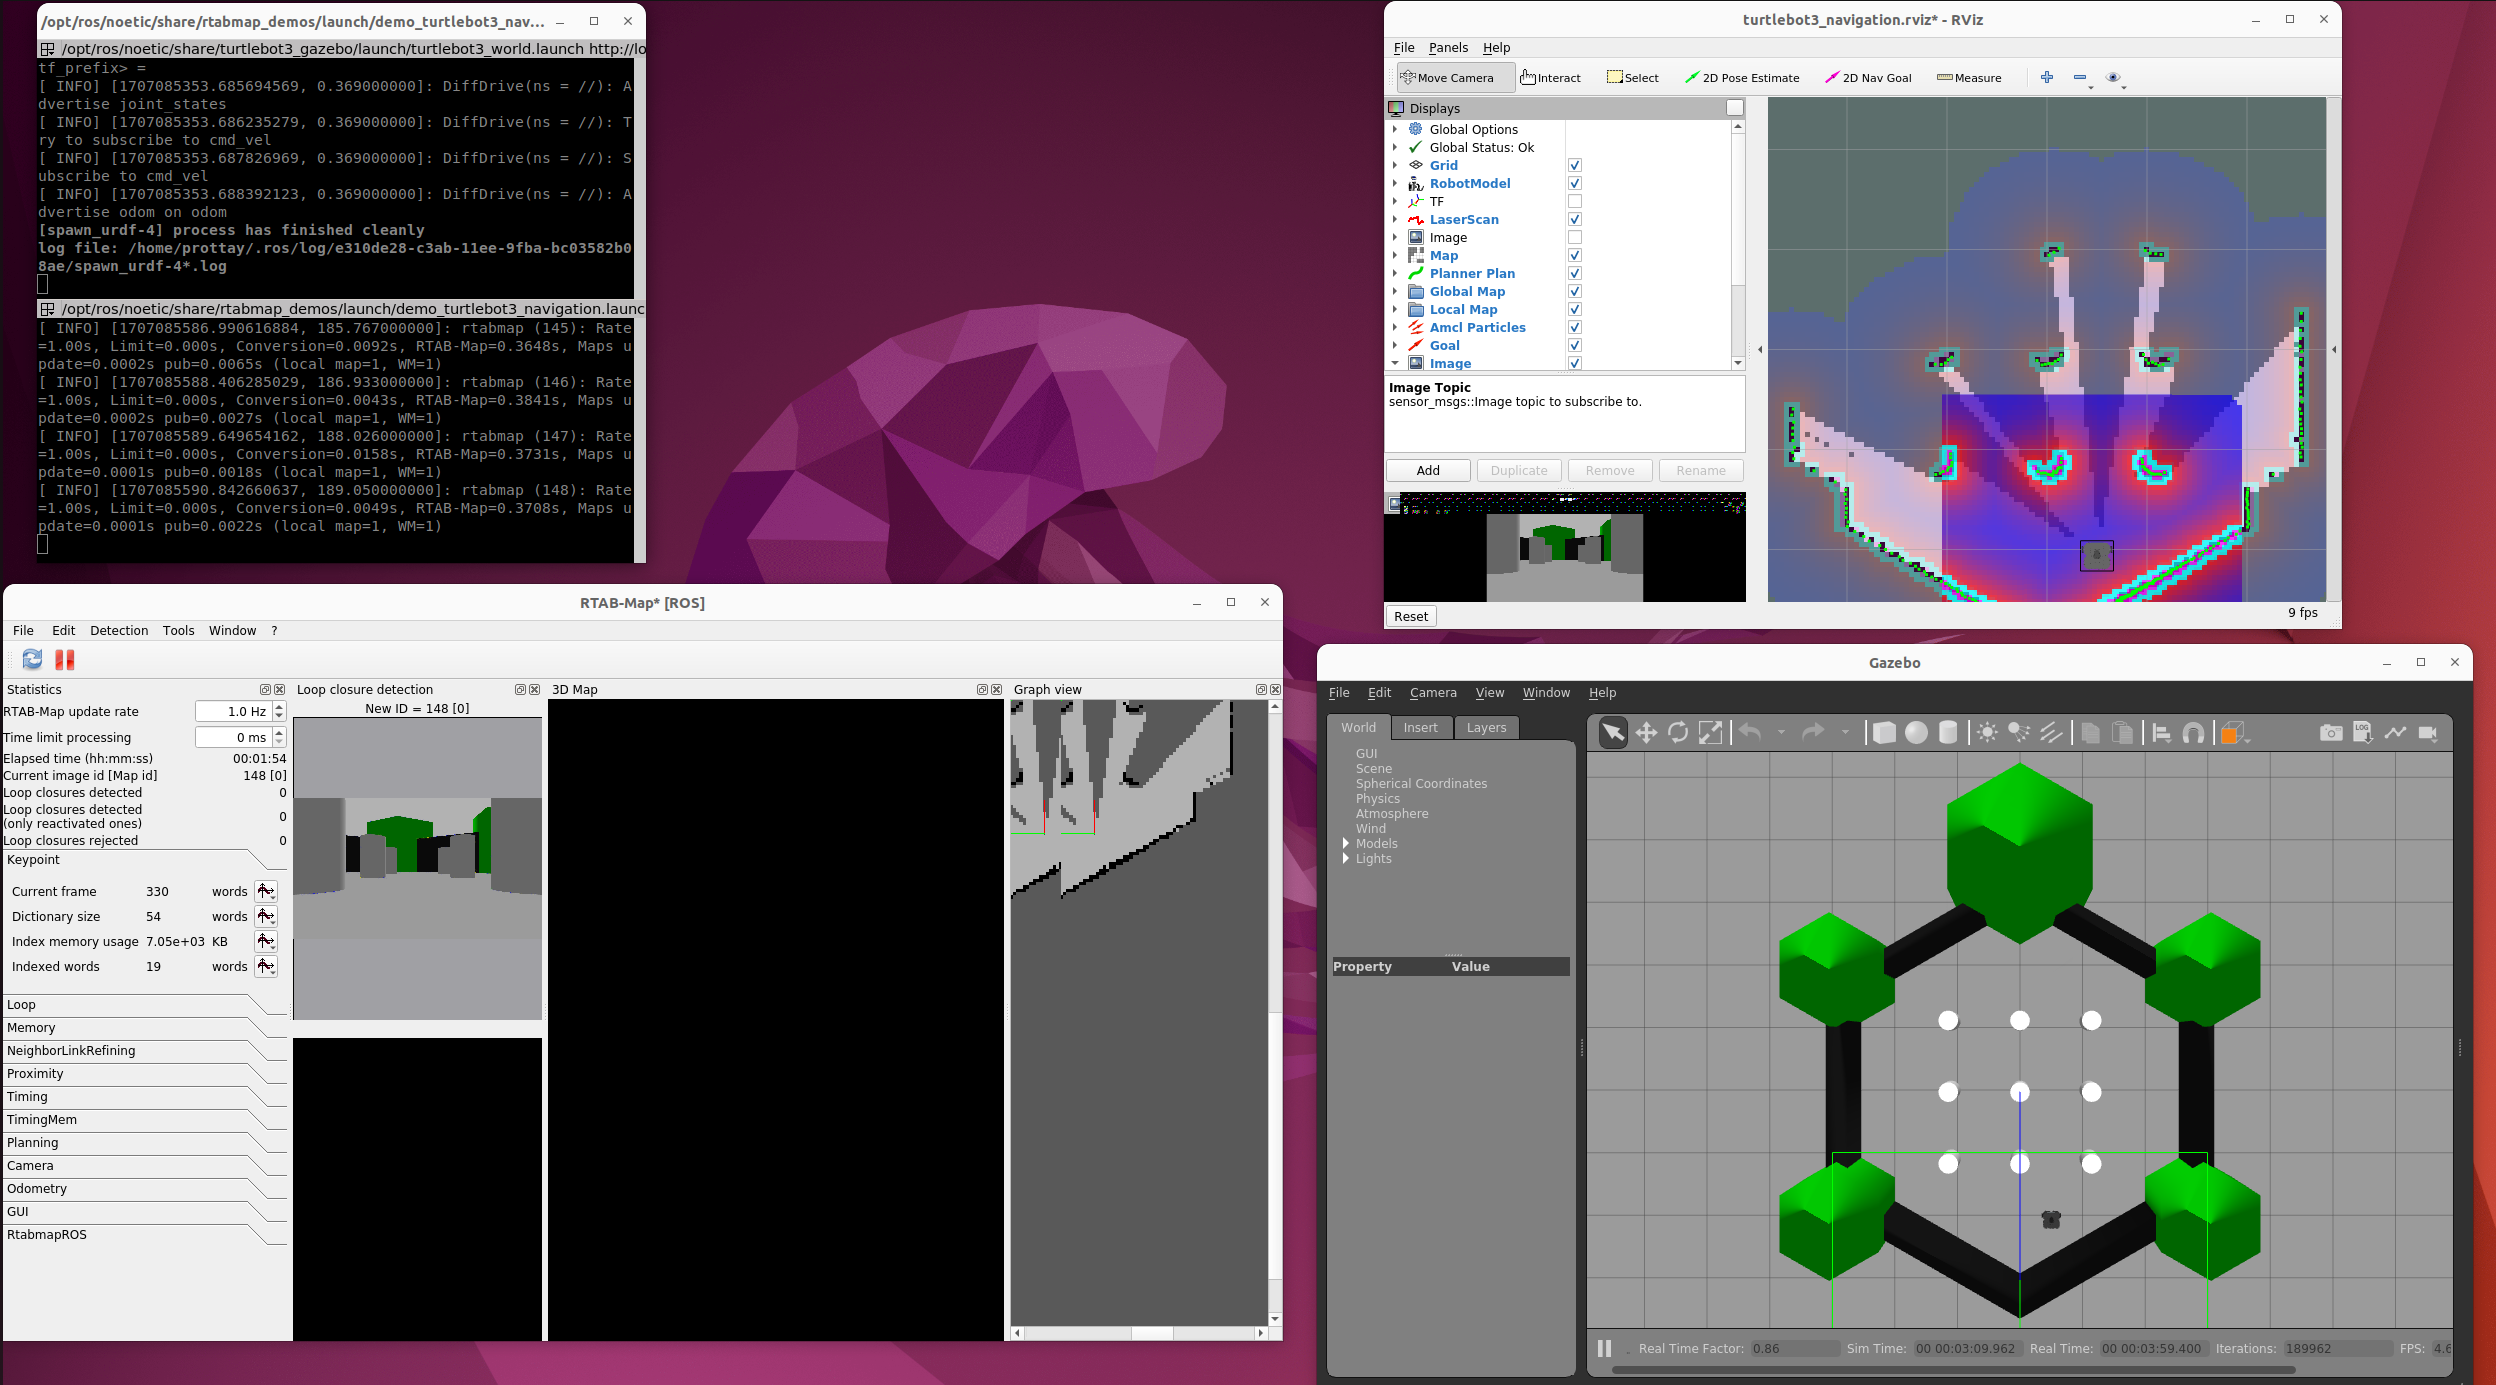 /opt/ros/noetic/share/rtabmap_demos/launch/demo_turtlebot3_nav...
/opt/ros/noetic/share/turtlebot3_gazebo/launch/turtlebot3_world.launch http://lo
tf_prefix> =
[ INFO] [1707085353.685694569, 0.369000000]: DiffDrive(ns = //): A
dvertise joint_states
[ INFO] [1707085353.686235279, 0.369000000]: DiffDrive(ns = //): T
ry to subscribe to cmd_vel
[ INFO] [1707085353.687826969, 0.369000000]: DiffDrive(ns = //): S
ubscribe to cmd_vel
[ INFO] [1707085353.688392123, 0.369000000]: DiffDrive(ns = //): A
dvertise odom on odom
[spawn_urdf-4] process has finished cleanly
log file: /home/prottay/.ros/log/e310de28-c3ab-11ee-9fba-bc03582b0
8ae/spawn_urdf-4*.log
/opt/ros/noetic/share/rtabmap_demos/launch/demo_turtlebot3_navigation.launc
[ INFO] [1707085586.990616884, 185.767000000]: rtabmap (145): Rate
=1.00s, Limit=0.000s, Conversion=0.0092s, RTAB-Map=0.3648s, Maps u
pdate=0.0002s pub=0.0065s (local map=1, WM=1)
[ INFO] [1707085588.406285029, 186.933000000]: rtabmap (146): Rate
=1.00s, Limit=0.000s, Conversion=0.0043s, RTAB-Map=0.3841s, Maps u
pdate=0.0002s pub=0.0027s (local map=1, WM=1)
[ INFO] [1707085589.649654162, 188.026000000]: rtabmap (147): Rate
=1.00s, Limit=0.000s, Conversion=0.0158s, RTAB-Map=0.3731s, Maps u
pdate=0.0001s pub=0.0018s (local map=1, WM=1)
[ INFO] [1707085590.842660637, 189.050000000]: rtabmap (148): Rate
=1.00s, Limit=0.000s, Conversion=0.0049s, RTAB-Map=0.3708s, Maps u
pdate=0.0001s pub=0.0022s (local map=1, WM=1)
turtlebot3_navigation.rviz* - RViz
File Panels Help
Move Camera Interact Select 2D Pose Estimate 2D Nav Goal Measure
Displays
Global Options
Global Status: Ok
Grid
RobotModel
TF
LaserScan
Image
Map
Planner Plan
Global Map
Local Map
Amcl Particles
Goal
Image
Image Topic
sensor_msgs::Image topic to subscribe to.
Add Duplicate Remove Rename
Reset
9 fps
RTAB-Map* [ROS]
File Edit Detection Tools Window ?
Statistics
RTAB-Map update rate 1.0 Hz
Time limit processing 0 ms
Elapsed time (hh:mm:ss) 00:01:54
Current image id [Map id] 148 [0]
Loop closures detected 0
Loop closures detected
(only reactivated ones) 0
Loop closures rejected 0
Keypoint
Current frame 330 words
Dictionary size 54 words
Index memory usage 7.05e+03 KB
Indexed words 19 words
Loop
Memory
NeighborLinkRefining
Proximity
Timing
TimingMem
Planning
Camera
Odometry
GUI
RtabmapROS
Loop closure detection
New ID = 148 [0]
3D Map
Graph view
Gazebo
File Edit Camera View Window Help
World Insert Layers
GUI
Scene
Spherical Coordinates
Physics
Atmosphere
Wind
Models
Lights
Property Value
LOG
Real Time Factor: 0.86 Sim Time: 00 00:03:09.962 Real Time: 00 00:03:59.400 Iterations: 189962 FPS: 4.6